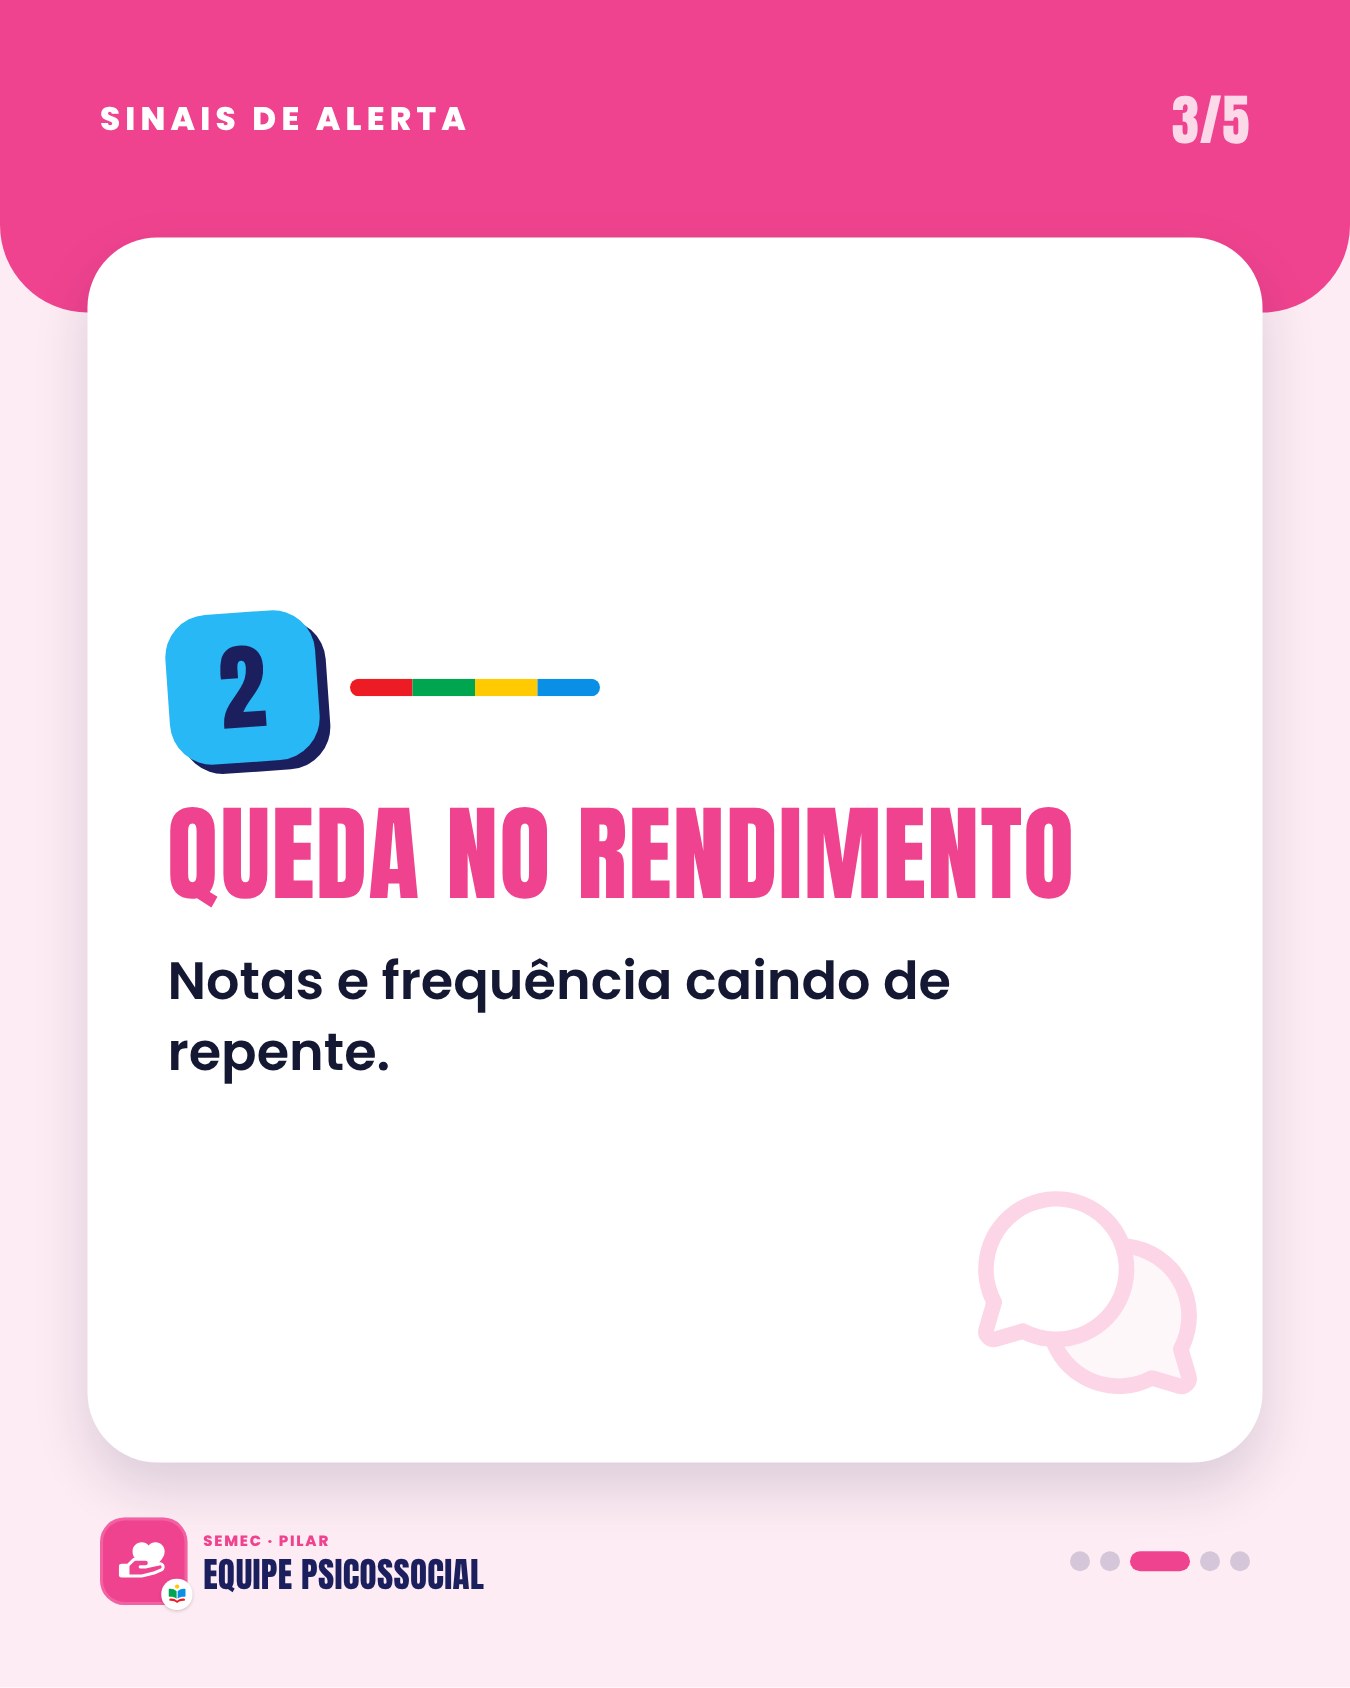 SINAIS DE ALERTA
3/5
2
QUEDA NO RENDIMENTO
Notas e frequência caindo de
repente.
SEMEC · PILAR
EQUIPE PSICOSSOCIAL